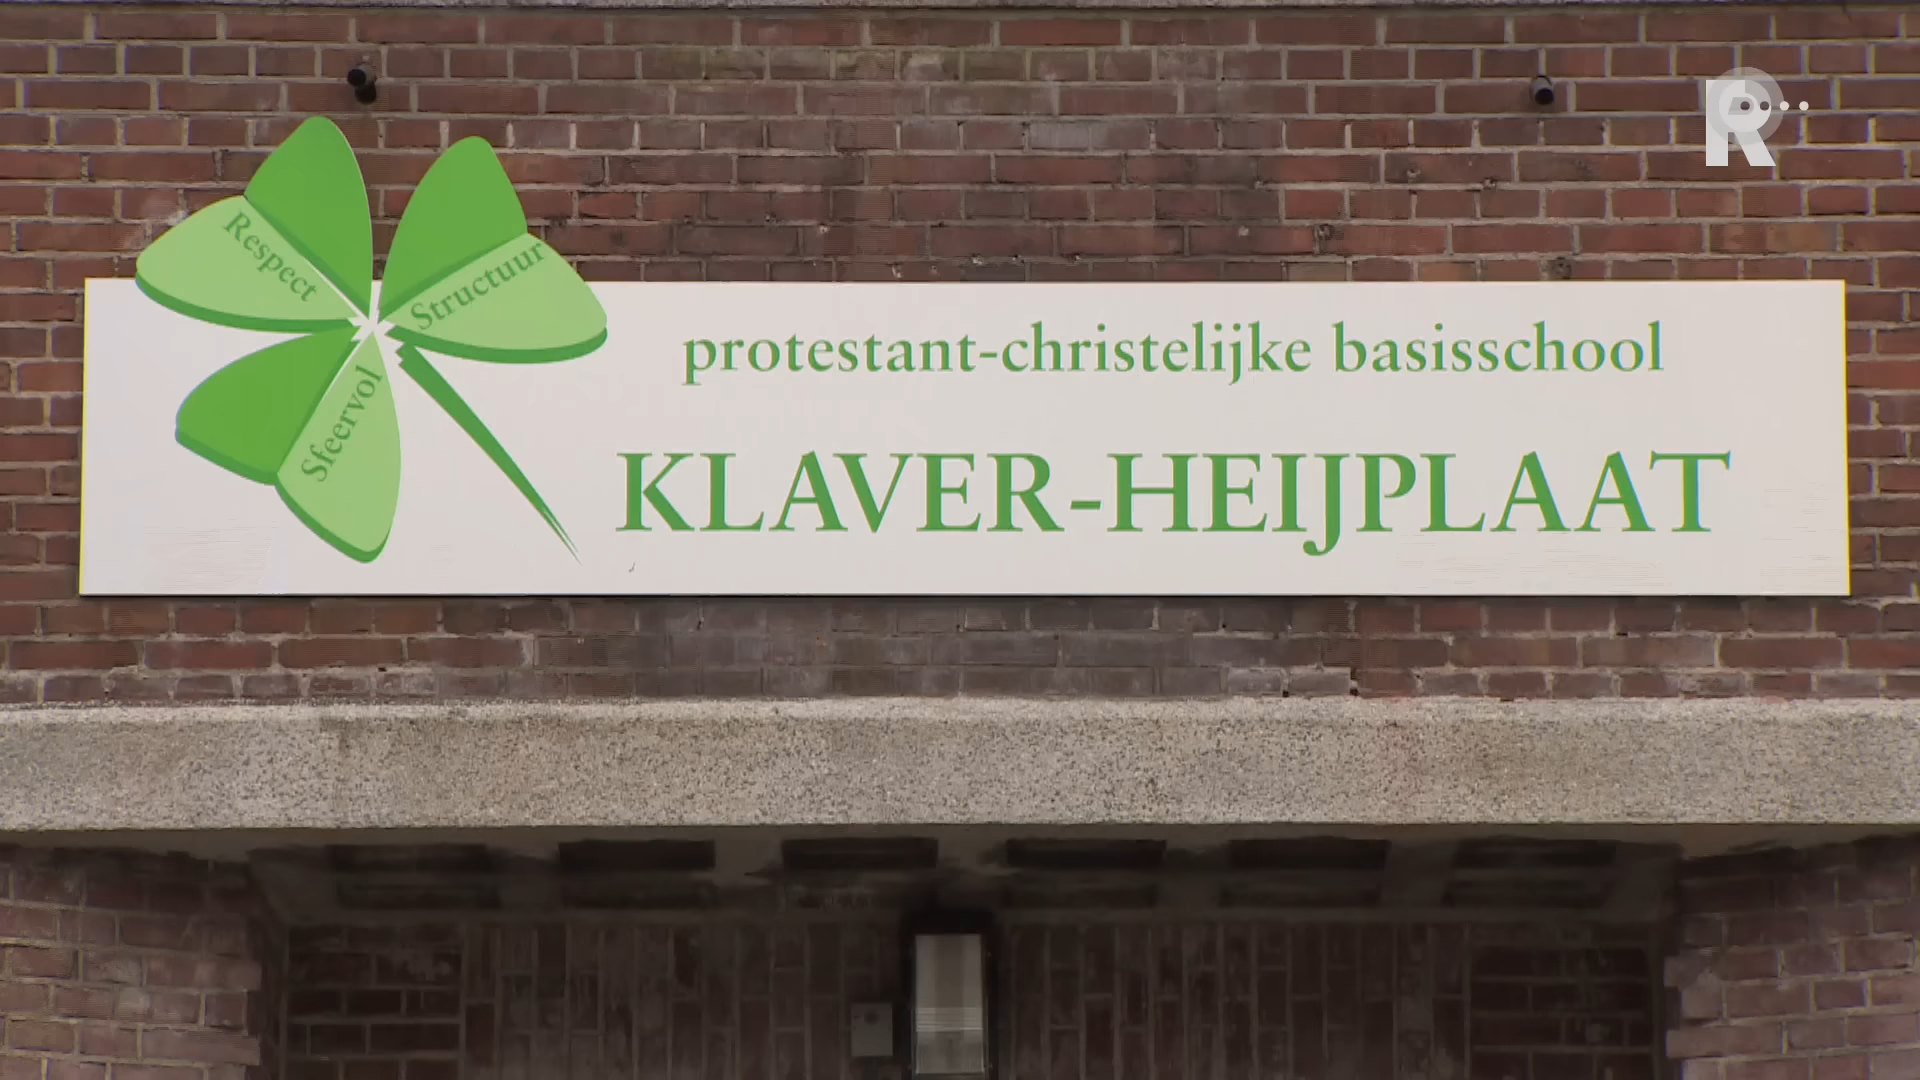 Respect
Structuur
Sfeervol
protestant-christelijke basisschool
KLAVER-HEIJPLAAT
R